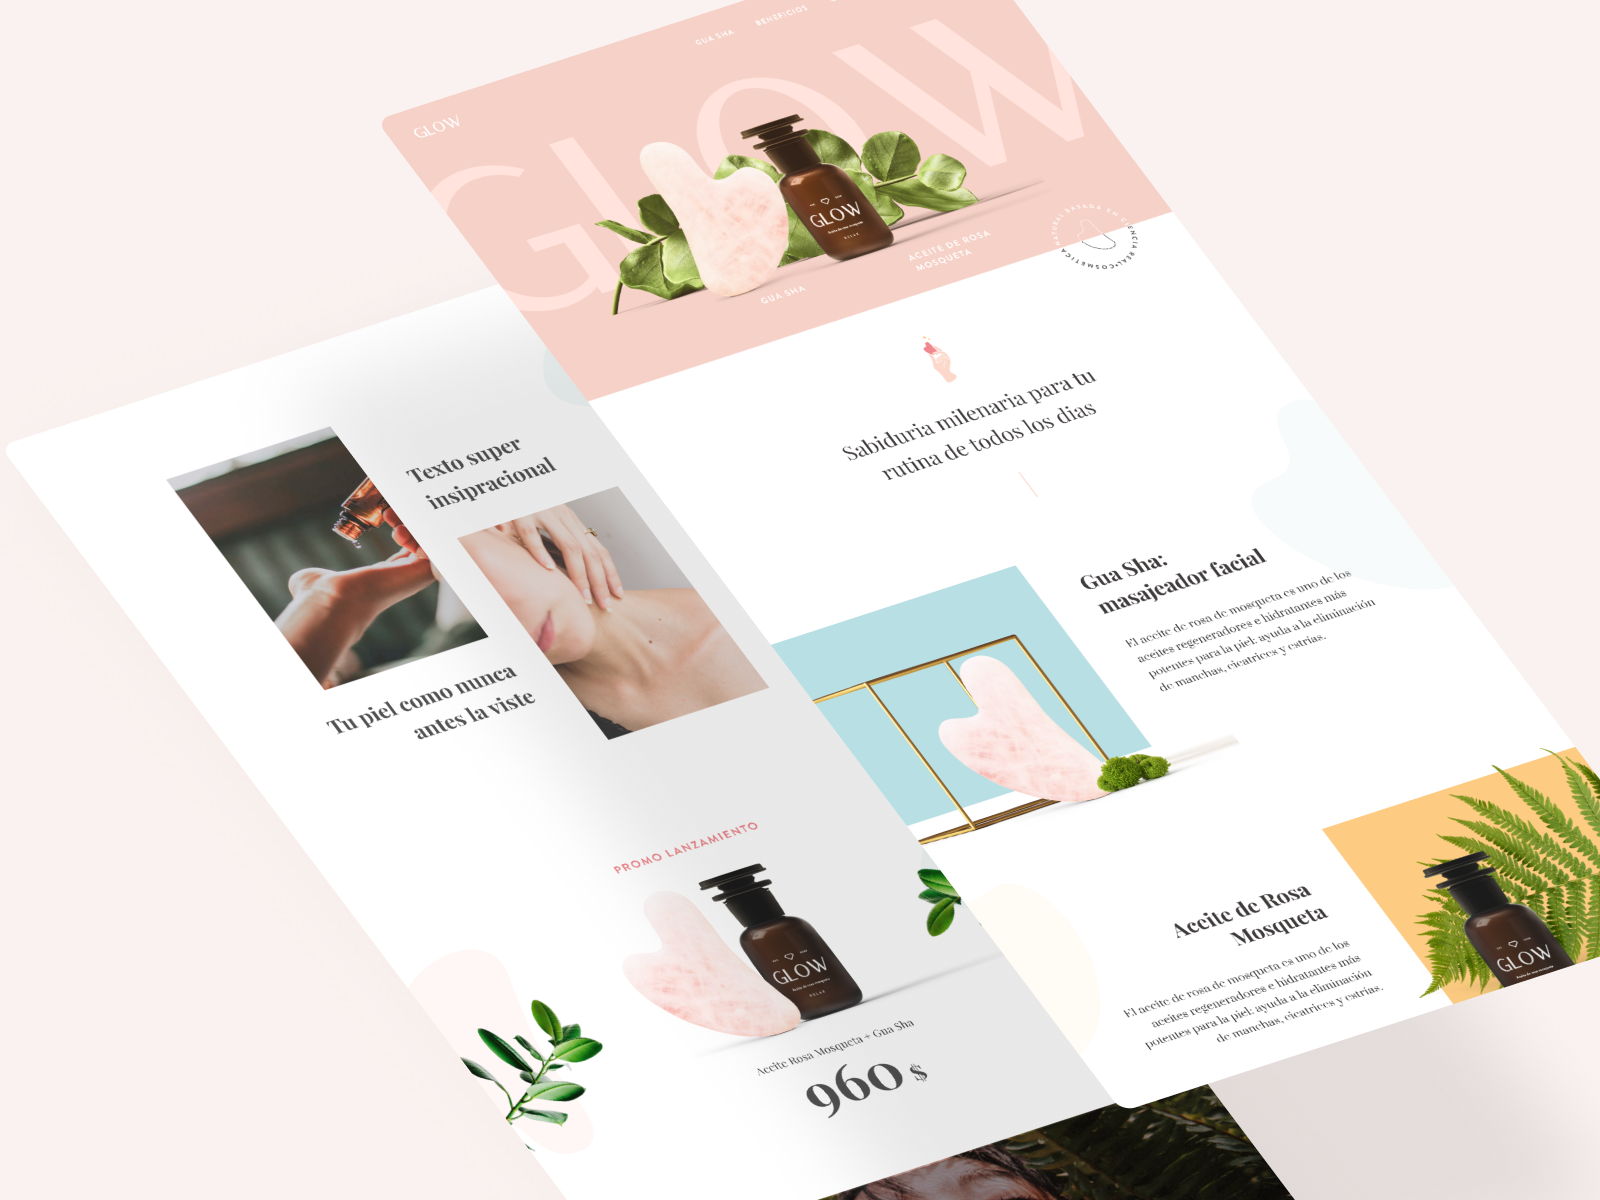 GUA SHA
BENEFICIOS
GLOW
GLOW
GLOW
ACEITE DE ROSA
MOSQUETA
GUA SHA
NATURAL BASADA EN CIENCIA REAL*COSMETICA
Sabiduria milenaria para tu
rutina de todos los dias
Gua Sha:
masajeador facial
El aceite de rosa de mosqueta es uno de los
aceites regeneradores e hidratantes más
potentes para la piel: ayuda a la eliminación
de manchas, cicatrices y estrías.
Aceite de Rosa
Mosqueta
El aceite de rosa de mosqueta es uno de los
aceites regeneradores e hidratantes más
potentes para la piel: ayuda a la eliminación
de manchas, cicatrices y estrías.
GLOW
Texto super
insipracional
Tu piel como nunca
antes la viste
PROMO LANZAMIENTO
GLOW
RELAX
Aceite Rosa Mosqueta + Gua Sha
960 $